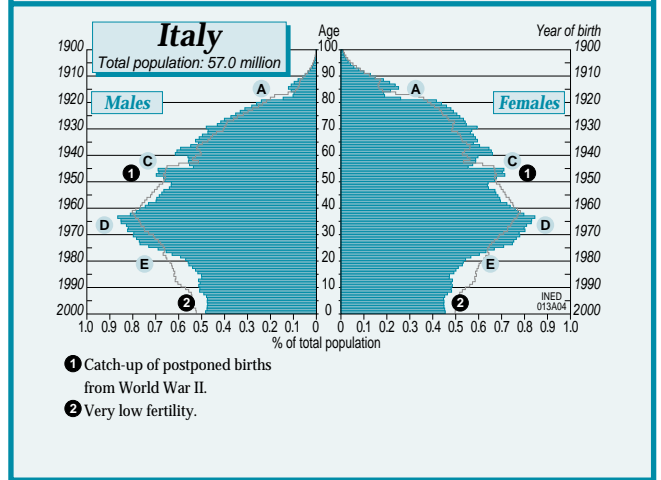 Italy
Total population: 57.0 million
Age
Year of birth
Males
Females
1900 100 1900
1910 90 1910
1920 80 1920
1930 70 1930
1940 60 1940
1950 50 1950
1960 40 1960
1970 30 1970
1980 20 1980
1990 10 1990
2000 0 2000
A A
C C
1 1
D D
E E
2 2
INED
013A04
1.0 0.9 0.8 0.7 0.6 0.5 0.4 0.3 0.2 0.1 0 0 0.1 0.2 0.3 0.4 0.5 0.6 0.7 0.8 0.9 1.0
% of total population
1 Catch-up of postponed births
from World War II.
2 Very low fertility.